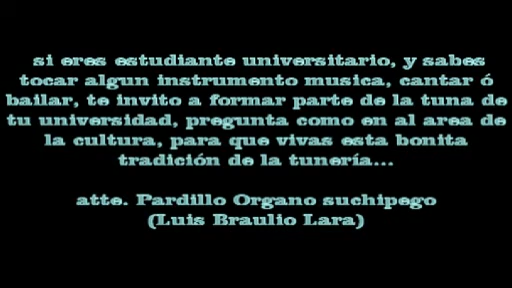 si eres estudiante universitario, y sabes
tocar algun instrumento musica, cantar ó
bailar, te invito a formar parte de la tuna de
tu universidad, pregunta como en al area de
la cultura, para que vivas esta bonita
tradición de la tunería...
atte. Pardillo Organo suchipego
(Luis Braulio Lara)